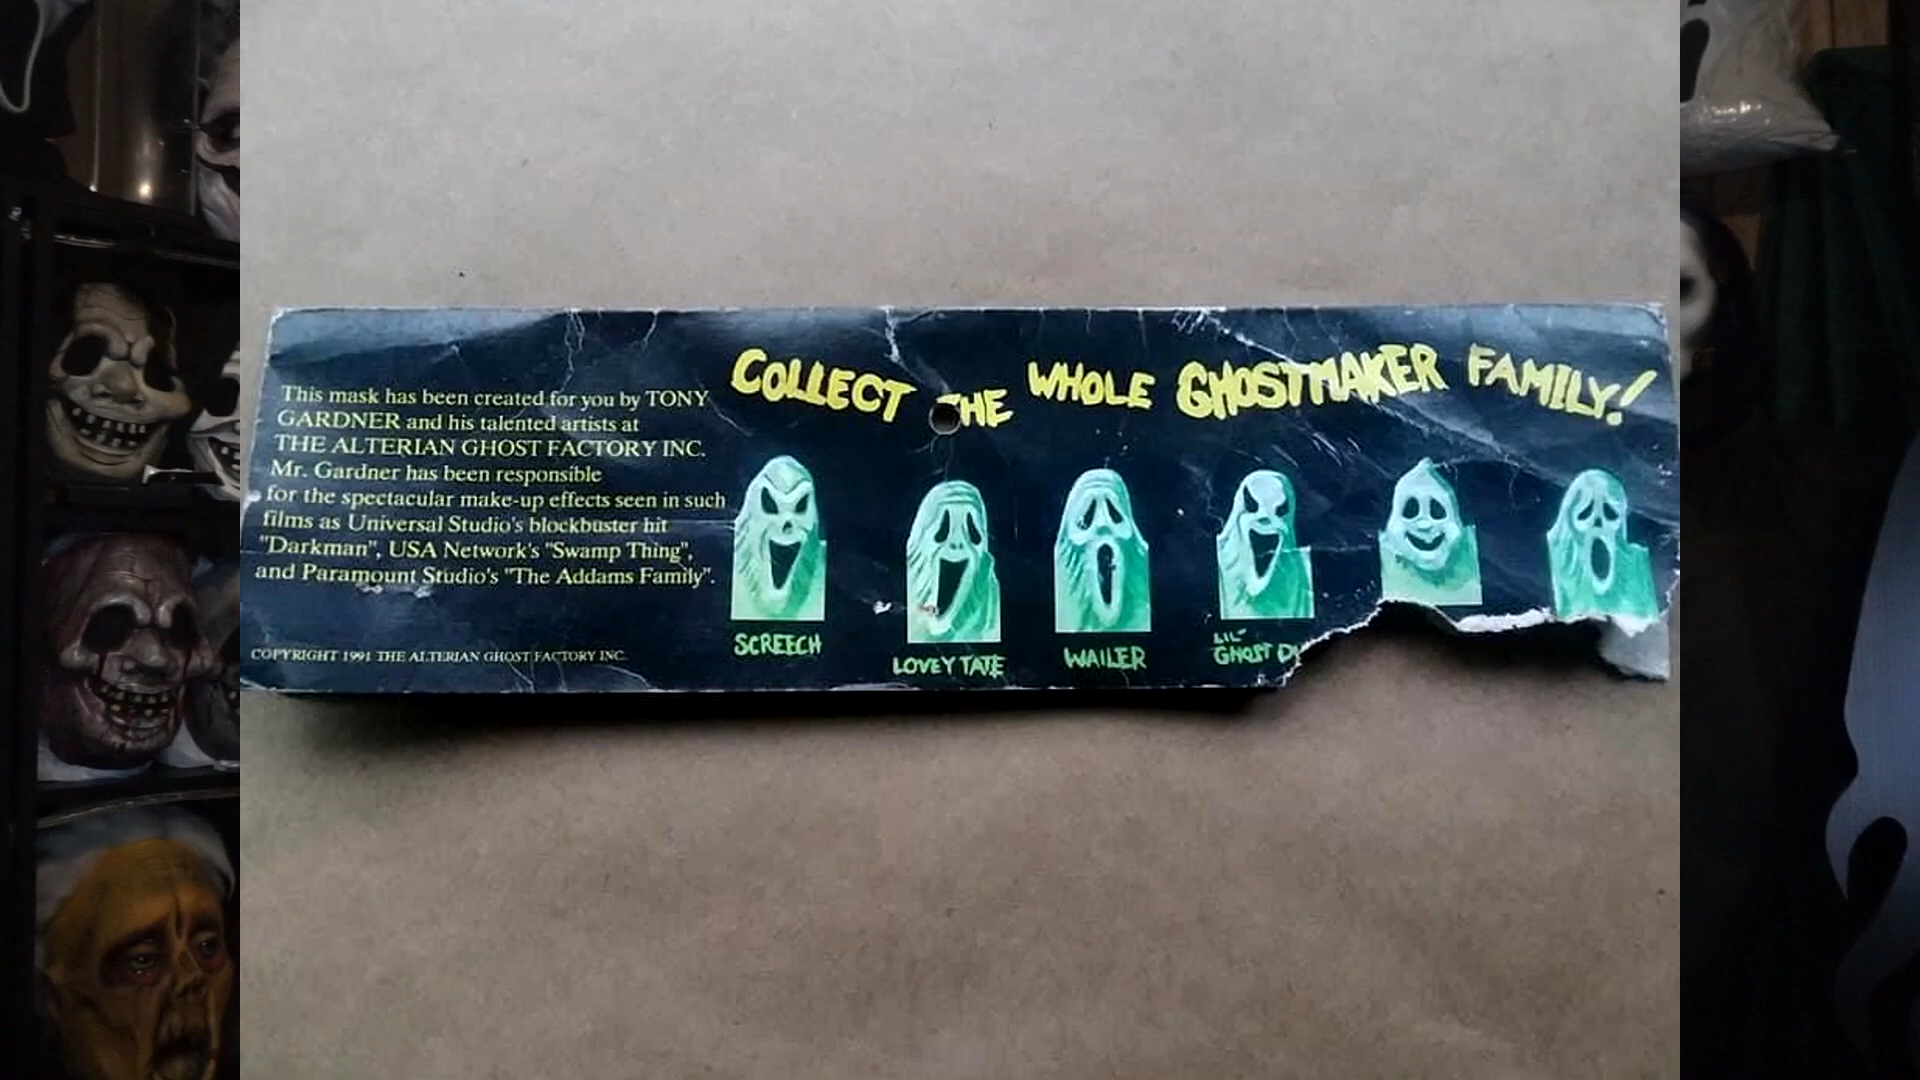 This mask has been created for you by TONY
GARDNER and his talented artists at
THE ALTERIAN GHOST FACTORY INC.
Mr. Gardner has been responsible
for the spectacular make-up effects seen in such
films as Universal Studio's blockbuster hit
"Darkman", USA Network's "Swamp Thing",
and Paramount Studio's "The Addams Family".
COPYRIGHT 1991 THE ALTERIAN GHOST FACTORY INC.
COLLECT THE WHOLE GHOSTMAKER FAMILY!
SCREECH
LOVEY TATE
WAILER
LIL'
GHOST